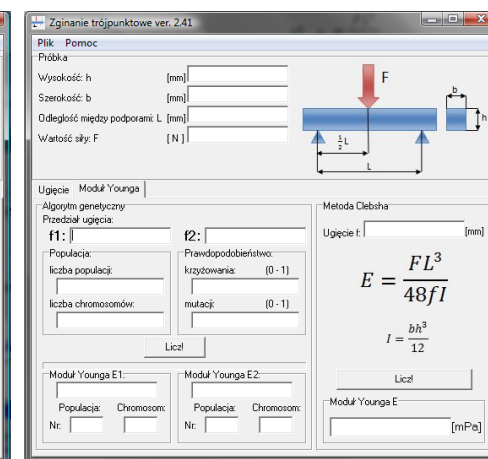 Zginanie trójpunktowe ver. 2.41
Plik Pomoc
Próbka
Wysokość: h [mm]
Szerokość: b [mm]
Odległość między podporami: L [mm]
Wartość siły: F [ N ]
F
b
h
½ L
L
Ugięcie Moduł Younga
Algorytm genetyczny
Przedział ugięcia:
f1: f2:
Populacja:
liczba populacji:
liczba chromosomów:
Prawdopodobieństwo:
krzyżowania: (0 - 1)
mutacji: (0 - 1)
Licz!
Moduł Younga E1:
Populacja: Chromosom:
Nr:
Moduł Younga E2:
Populacja: Chromosom:
Nr:
Metoda Clebsha
Ugięcie f: [mm]
E = FL³ / 48fI
I = bh³ / 12
Licz!
Moduł Younga E
[mPa]